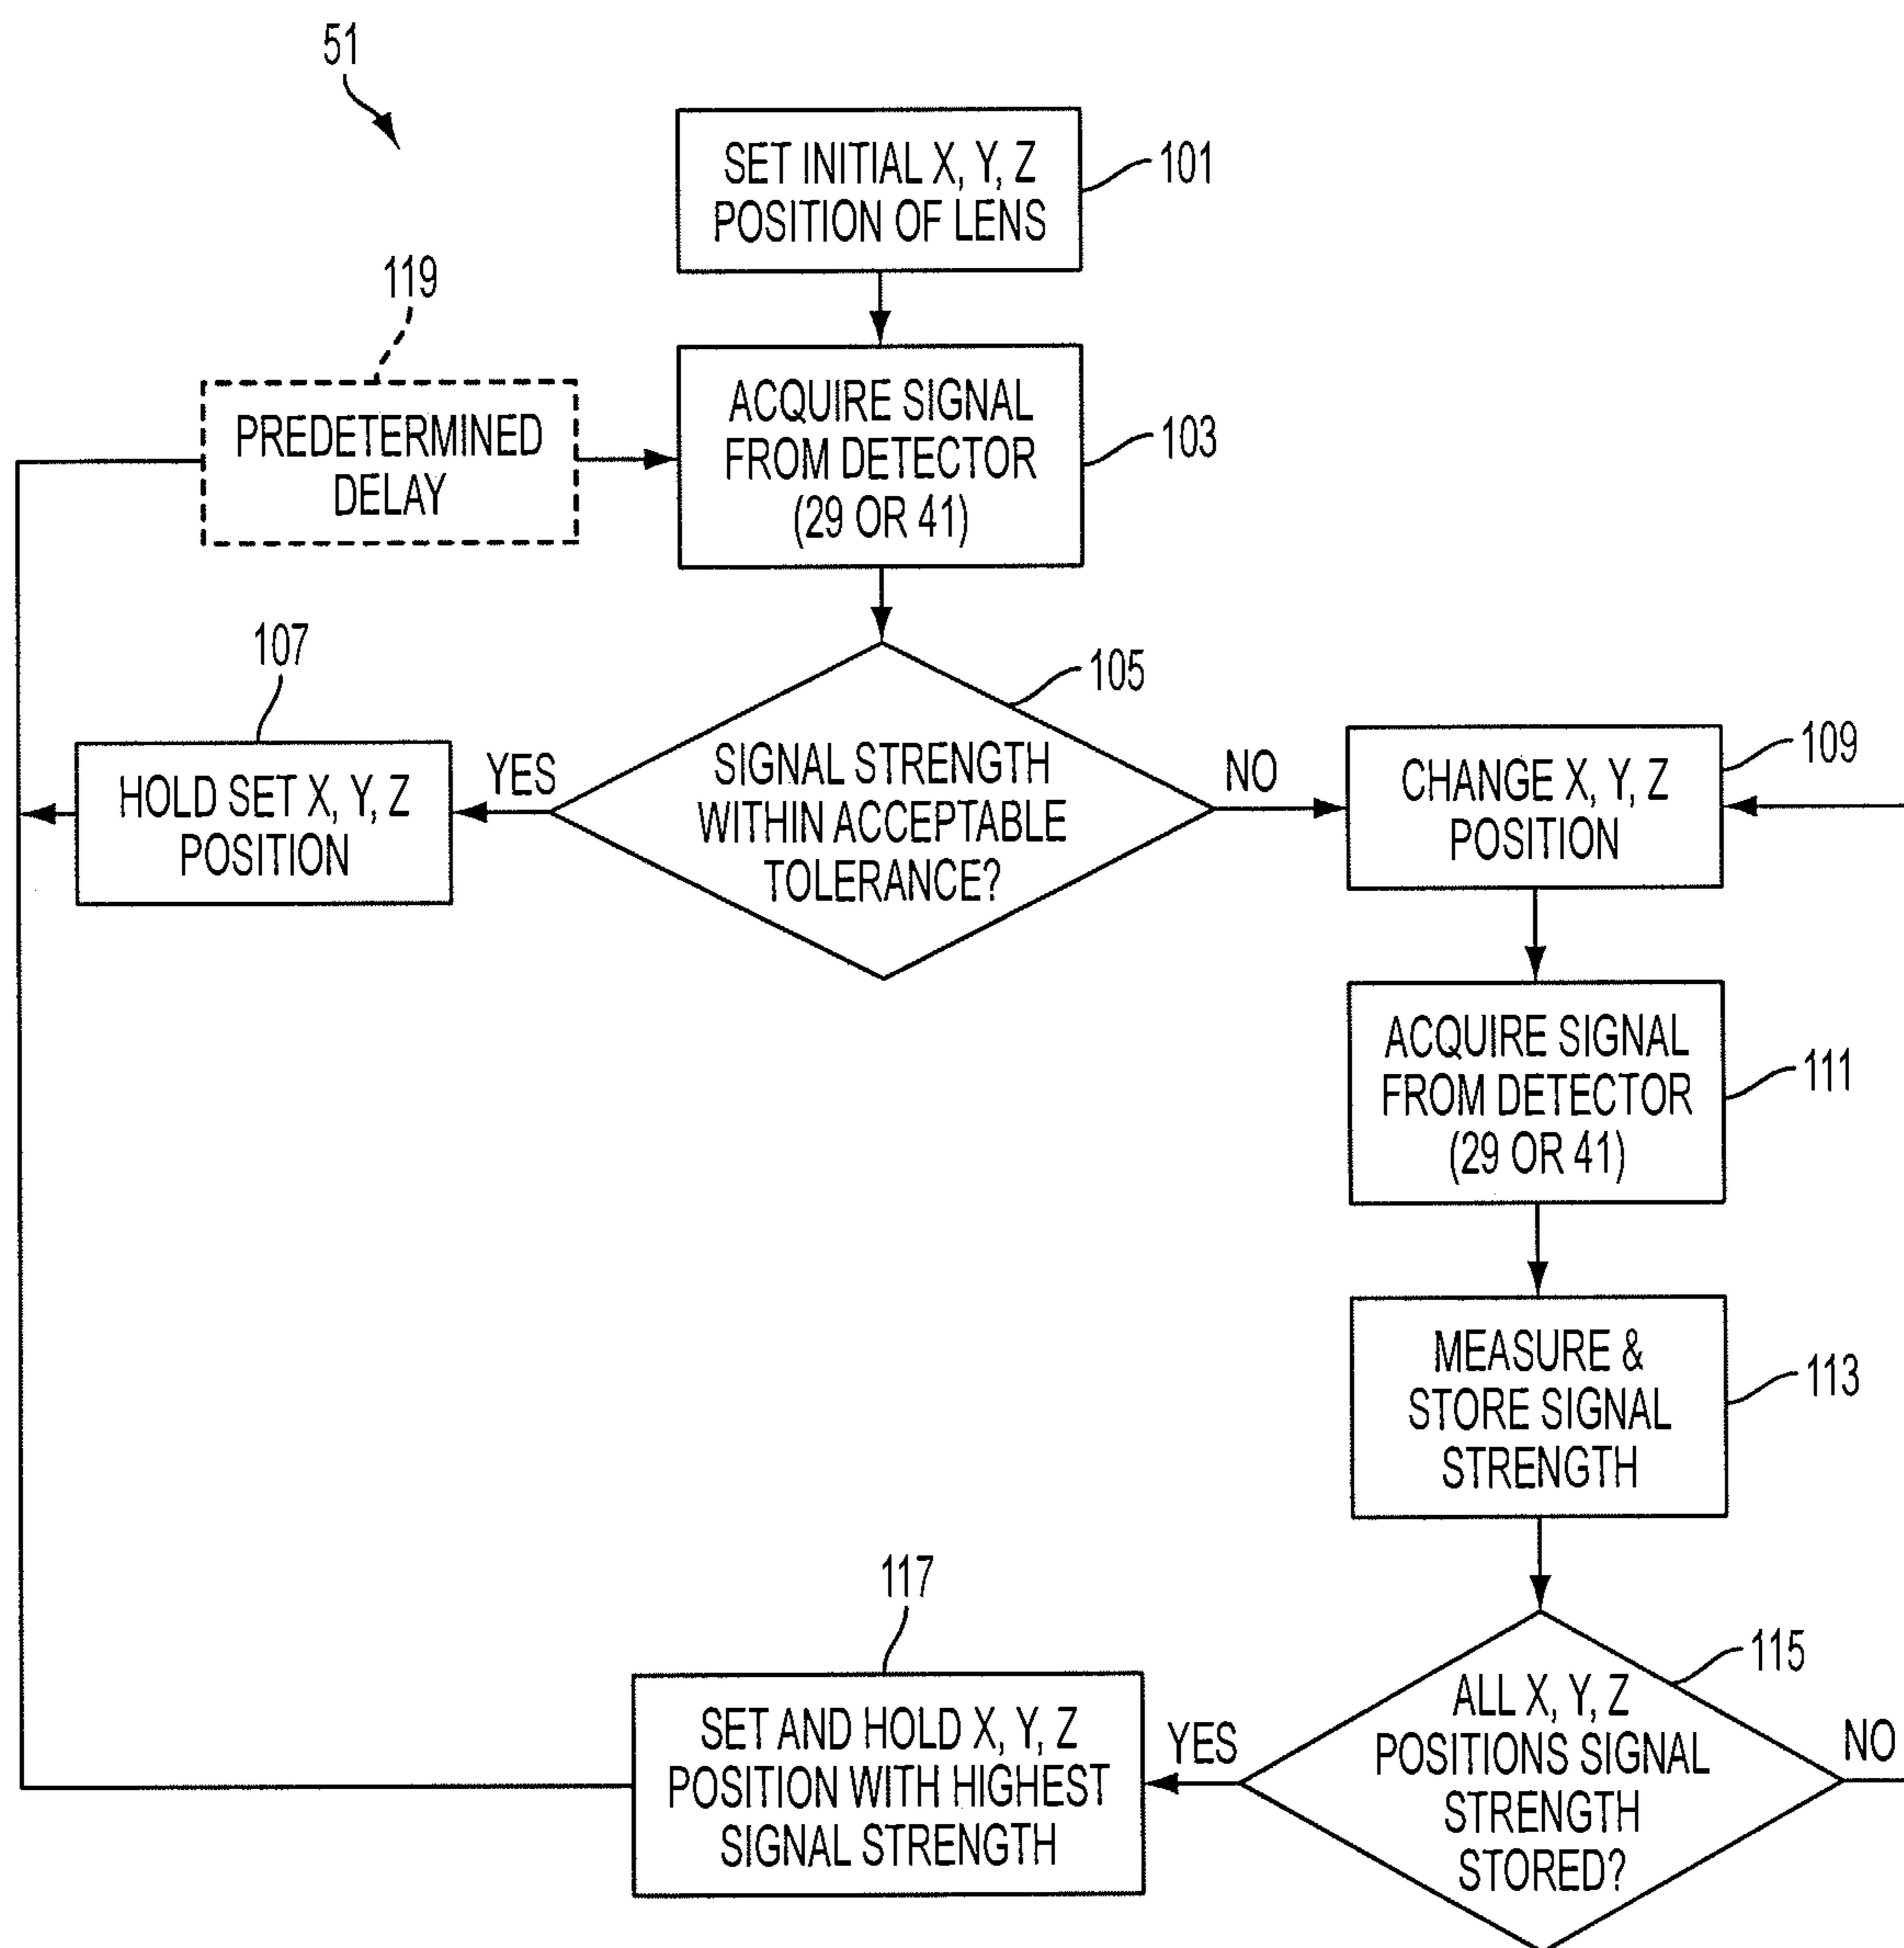 51
SET INITIAL X, Y, Z
POSITION OF LENS
101
119
PREDETERMINED
DELAY
ACQUIRE SIGNAL
FROM DETECTOR
(29 OR 41)
103
107
HOLD SET X, Y, Z
POSITION
YES
105
SIGNAL STRENGTH
WITHIN ACCEPTABLE
TOLERANCE?
NO
CHANGE X, Y, Z
POSITION
109
ACQUIRE SIGNAL
FROM DETECTOR
(29 OR 41)
111
MEASURE &
STORE SIGNAL
STRENGTH
113
117
SET AND HOLD X, Y, Z
POSITION WITH HIGHEST
SIGNAL STRENGTH
YES
115
ALL X, Y, Z
POSITIONS SIGNAL
STRENGTH
STORED?
NO